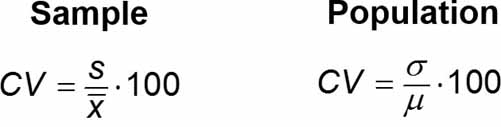 Sample Population
CV = s/x̄ · 100 CV = σ/μ · 100